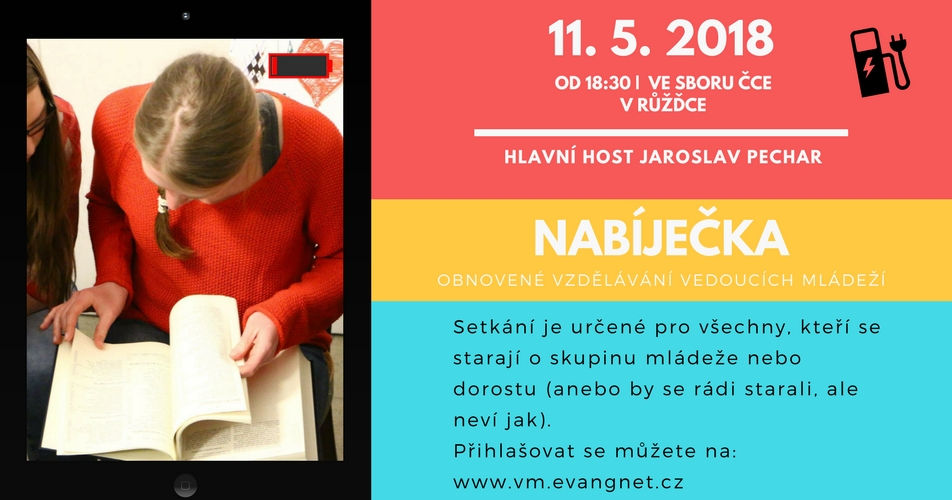 11. 5. 2018
OD 18:30 | VE SBORU ČCE
V RŮŽĎCE
HLAVNÍ HOST JAROSLAV PECHAR
NABÍJEČKA
OBNOVENÉ VZDĚLÁVÁNÍ VEDOUCÍCH MLÁDEŽÍ
Setkání je určené pro všechny, kteří se
starají o skupinu mládeže nebo
dorostu (anebo by se rádi starali, ale
neví jak).
Přihlašovat se můžete na:
www.vm.evangnet.cz